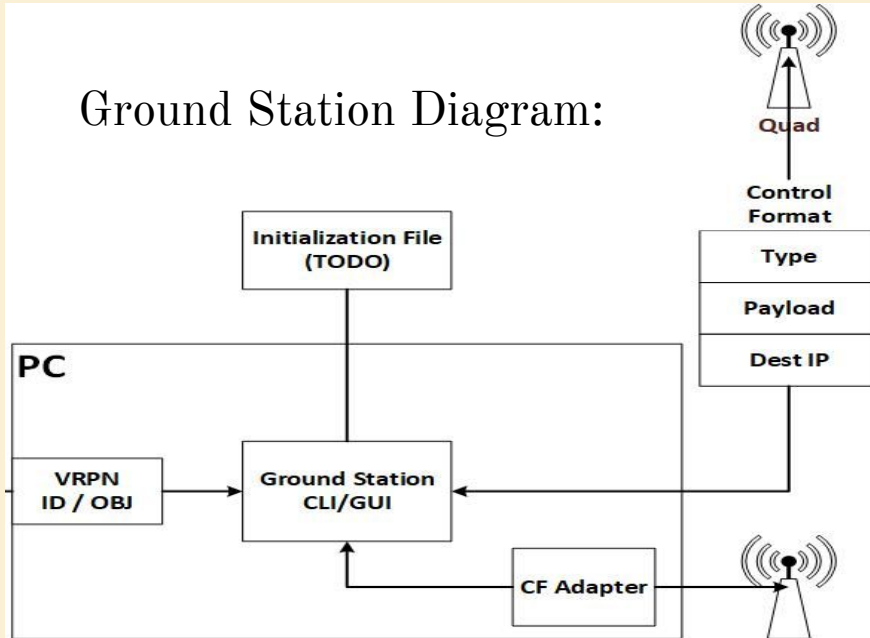 Ground Station Diagram:
Quad
Control
Format
Type
Payload
Dest IP
Initialization File
(TODO)
PC
VRPN
ID / OBJ
Ground Station
CLI/GUI
CF Adapter